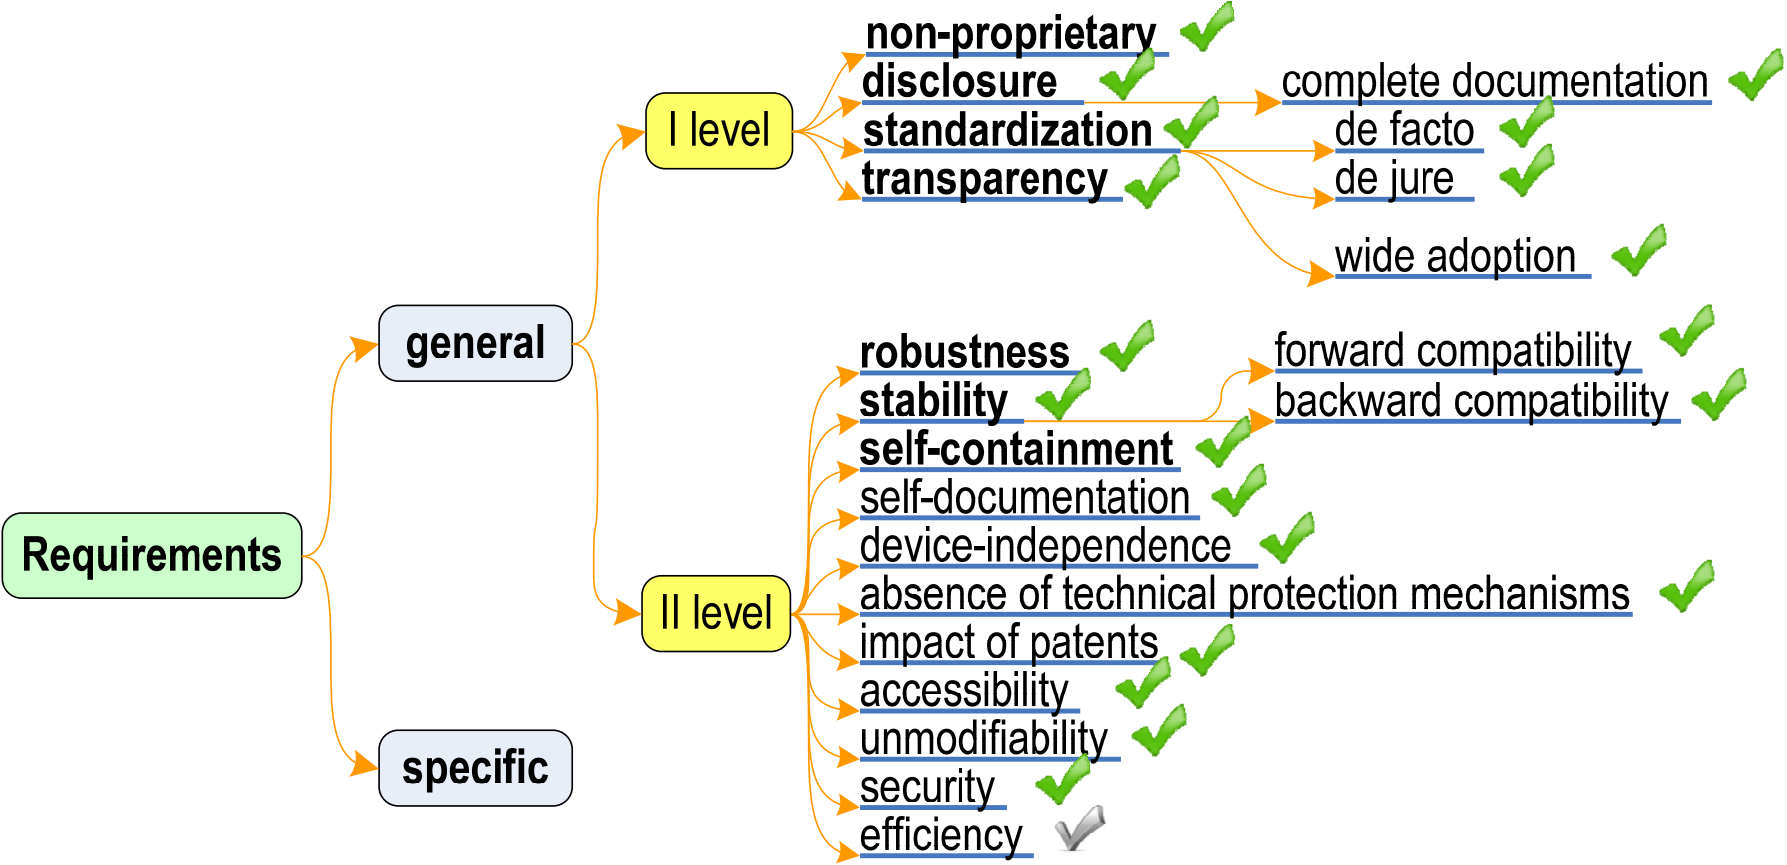 non-proprietary
disclosure
complete documentation
I level
standardization
de facto
transparency
de jure
wide adoption
general
robustness
forward compatibility
stability
backward compatibility
self-containment
self-documentation
Requirements
device-independence
absence of technical protection mechanisms
II level
impact of patents
accessibility
unmodifiability
specific
security
efficiency